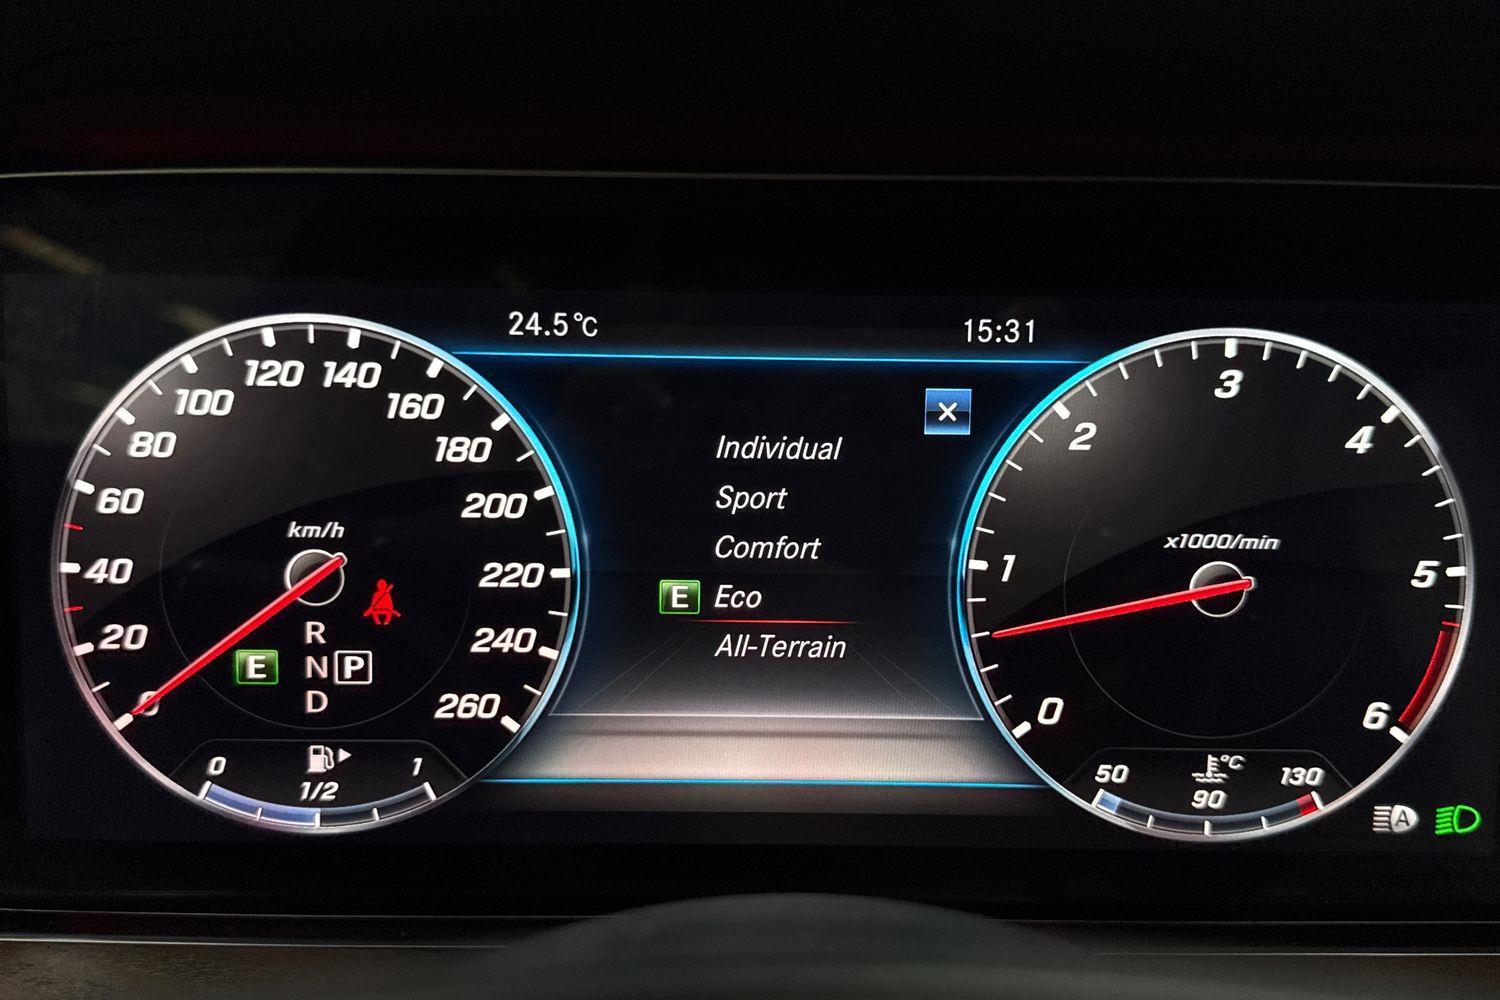 24.5°C
15:31
0
20
40
60
80
100
120
140
160
180
200
220
240
260
km/h
R
E N P
D
0 1/2 1
×
Individual
Sport
Comfort
E Eco
All-Terrain
0
1
2
3
4
5
6
x1000/min
°C
50 90 130
A